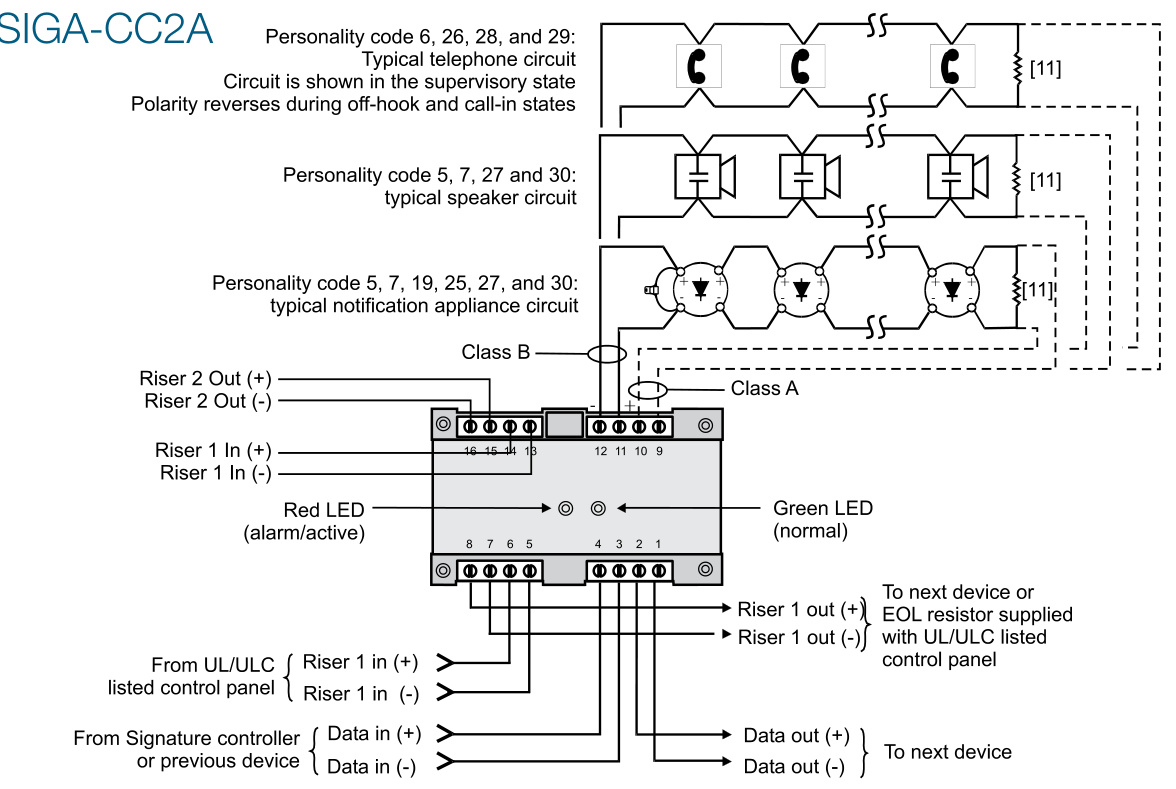 SIGA-CC2A
Personality code 6, 26, 28, and 29:
Typical telephone circuit
Circuit is shown in the supervisory state
Polarity reverses during off-hook and call-in states
[11]
Personality code 5, 7, 27 and 30:
typical speaker circuit
[11]
Personality code 5, 7, 19, 25, 27, and 30:
typical notification appliance circuit
+ + + + + +
- - - - - -
[11]
Class B
Class A
Riser 2 Out (+)
Riser 2 Out (-)
- +
Riser 1 In (+)
Riser 1 In (-)
16 15 14 13 12 11 10 9
Red LED
(alarm/active)
Green LED
(normal)
8 7 6 5 4 3 2 1
Riser 1 out (+)
Riser 1 out (-)
To next device or
EOL resistor supplied
with UL/ULC listed
control panel
From UL/ULC
listed control panel
Riser 1 in (+)
Riser 1 in (-)
From Signature controller
or previous device
Data in (+)
Data in (-)
Data out (+)
Data out (-)
To next device